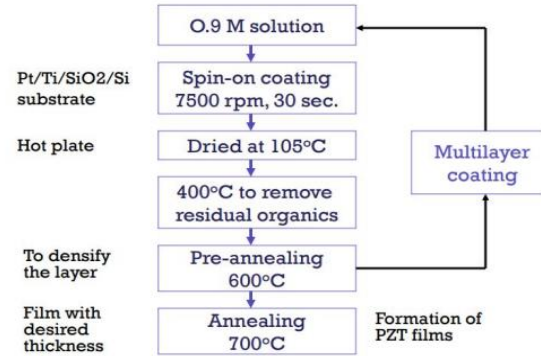 0.9 M solution
Pt/Ti/SiO2/Si
substrate
Spin-on coating
7500 rpm, 30 sec.
Hot plate
Dried at 105°C
Multilayer
coating
400°C to remove
residual organics
To densify
the layer
Pre-annealing
600°C
Film with
desired
thickness
Annealing
700°C
Formation of
PZT films